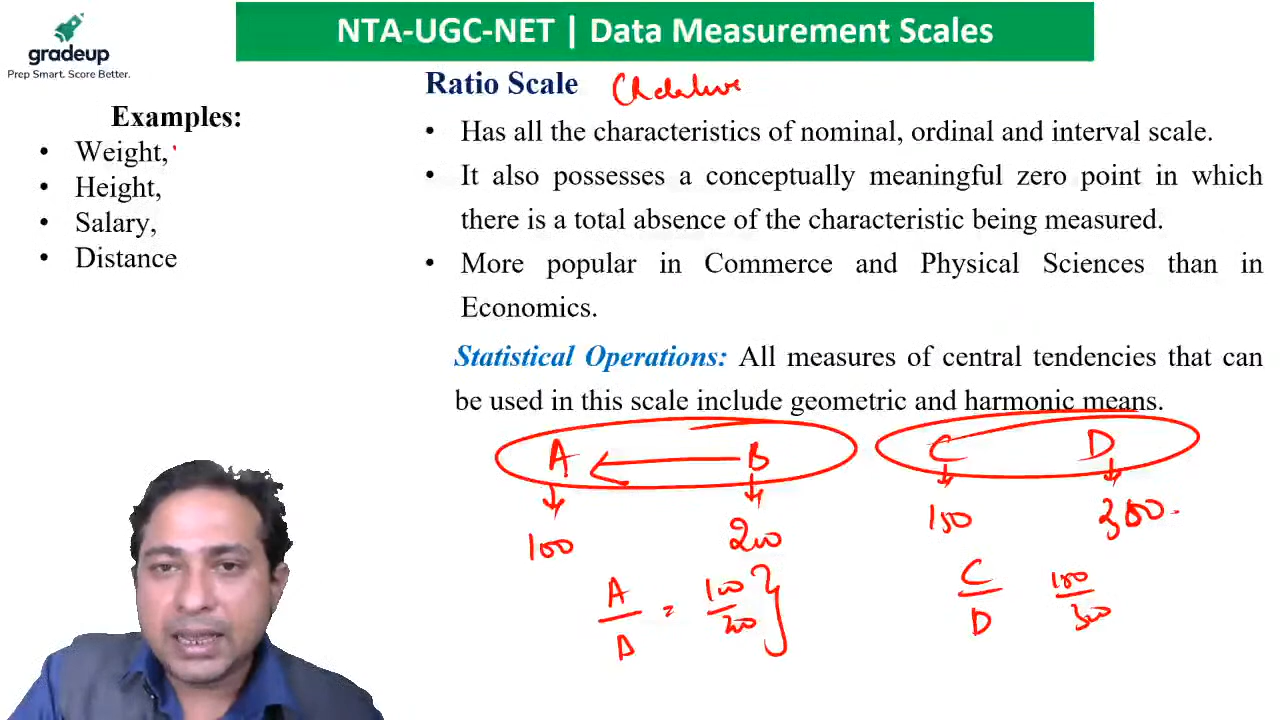 NTA-UGC-NET | Data Measurement Scales
gradeup
Prep Smart. Score Better.
Ratio Scale
Examples:
• Weight,
• Height,
• Salary,
• Distance
• Has all the characteristics of nominal, ordinal and interval scale.
• It also possesses a conceptually meaningful zero point in which
there is a total absence of the characteristic being measured.
• More popular in Commerce and Physical Sciences than in
Economics.
Statistical Operations: All measures of central tendencies that can
be used in this scale include geometric and harmonic means.
A B C D
100 200 150 300
A/B = 100/200 C/D 150/300